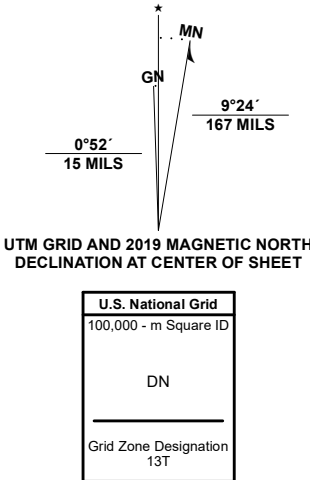 ★
MN
GN
9°24´
167 MILS
0°52´
15 MILS
UTM GRID AND 2019 MAGNETIC NORTH
DECLINATION AT CENTER OF SHEET
U.S. National Grid
100,000 - m Square ID
DN
Grid Zone Designation
13T